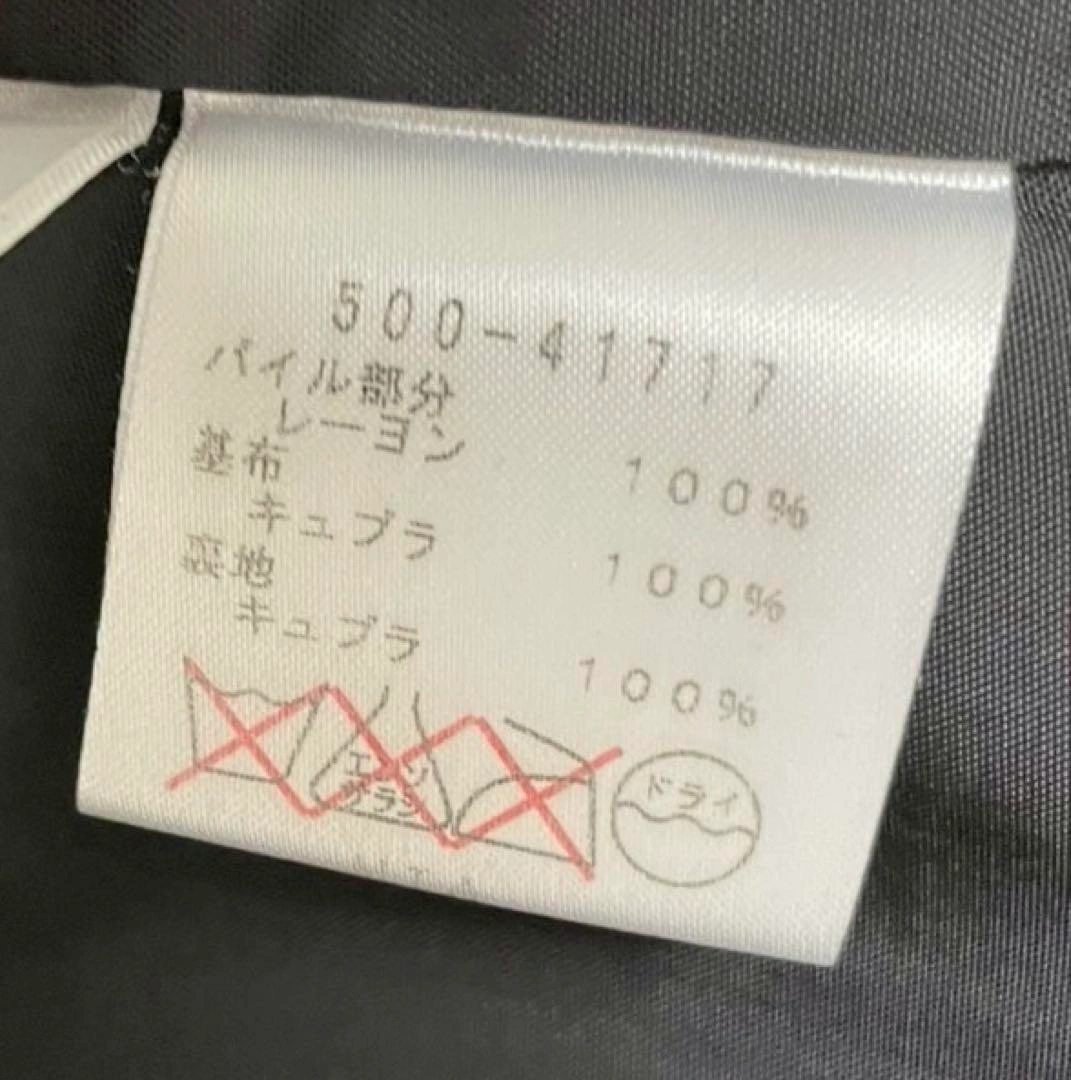 500-41717
パイル部分
レーヨン 100%
基布
キュプラ 100%
裏地
キュプラ 100%
エンソ
サラシ
ドライ